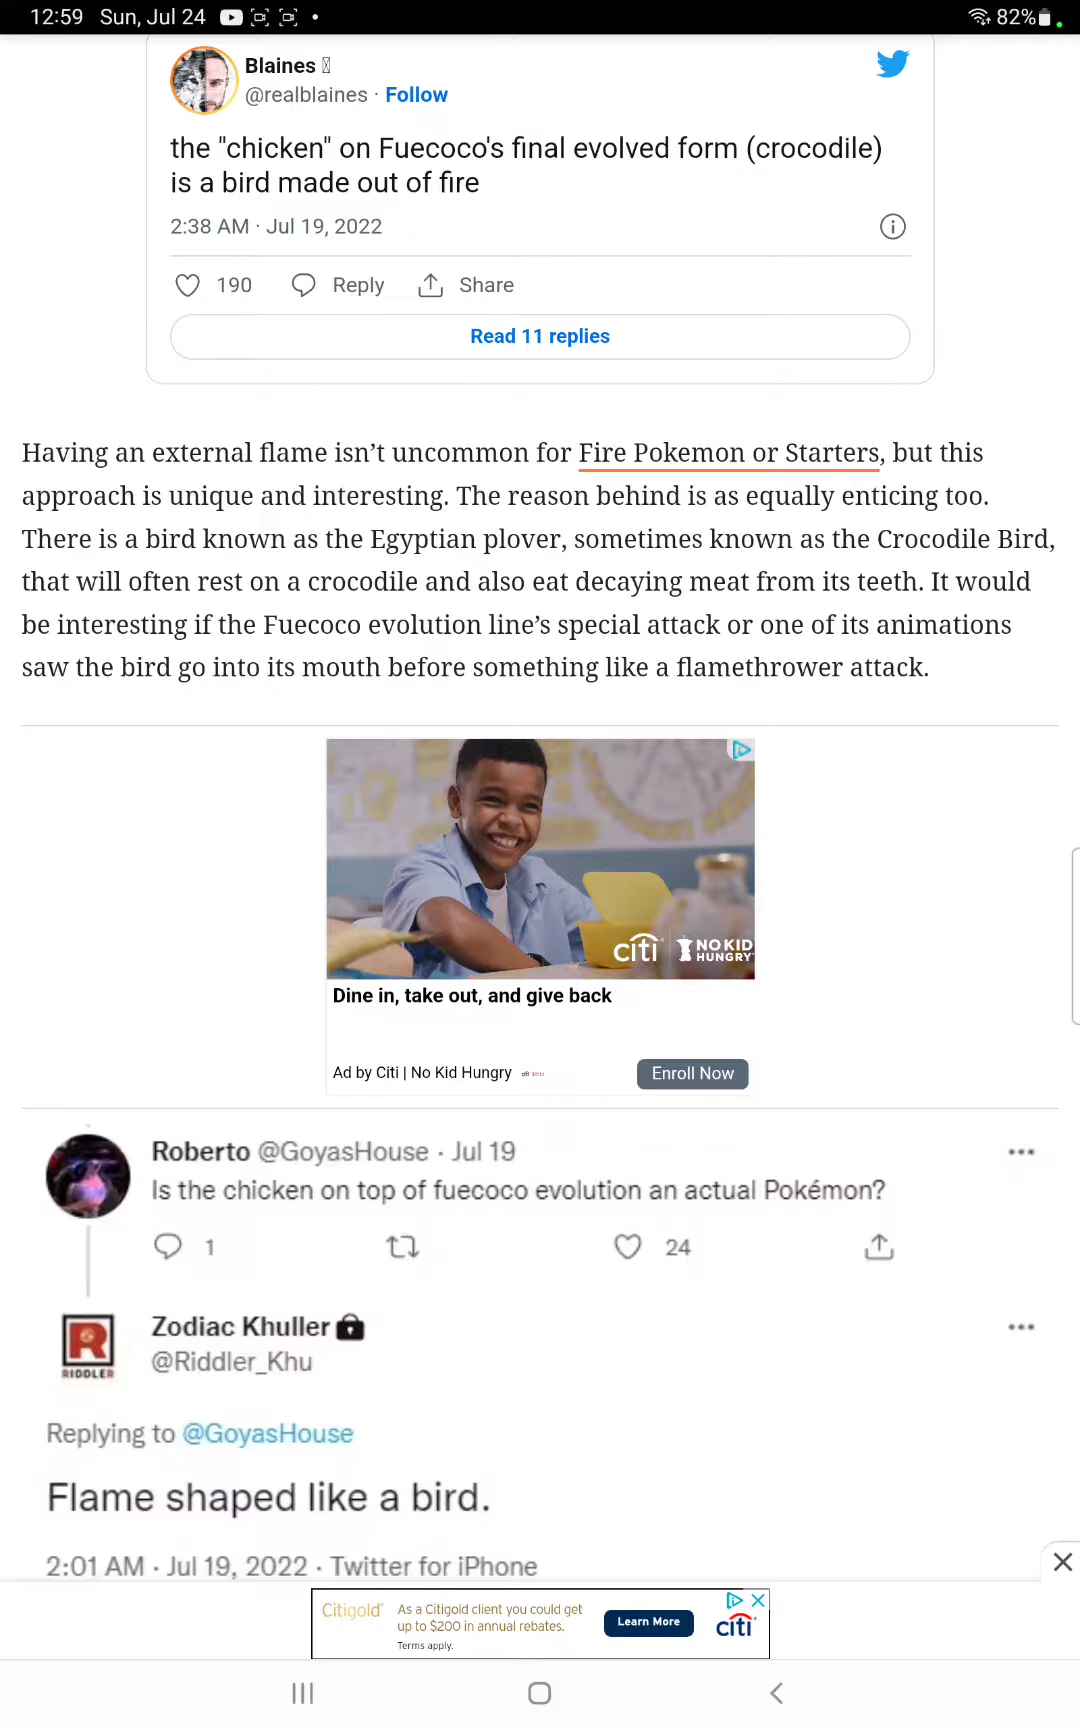 12:59 Sun, Jul 24 82%
Blaines
@realblaines · Follow
the "chicken" on Fuecoco's final evolved form (crocodile)
is a bird made out of fire
2:38 AM · Jul 19, 2022
190 Reply Share
Read 11 replies
Having an external flame isn’t uncommon for Fire Pokemon or Starters, but this
approach is unique and interesting. The reason behind is as equally enticing too.
There is a bird known as the Egyptian plover, sometimes known as the Crocodile Bird,
that will often rest on a crocodile and also eat decaying meat from its teeth. It would
be interesting if the Fuecoco evolution line’s special attack or one of its animations
saw the bird go into its mouth before something like a flamethrower attack.
citi NO KID
HUNGRY
Dine in, take out, and give back
Ad by Citi | No Kid Hungry
Enroll Now
Roberto @GoyasHouse · Jul 19
Is the chicken on top of fuecoco evolution an actual Pokémon?
1 24
RIDDLER
Zodiac Khuller
@Riddler_Khu
Replying to @GoyasHouse
Flame shaped like a bird.
2:01 AM · Jul 19, 2022 · Twitter for iPhone
Citigold® As a Citigold client you could get
up to $200 in annual rebates.
Terms apply.
Learn More
citi